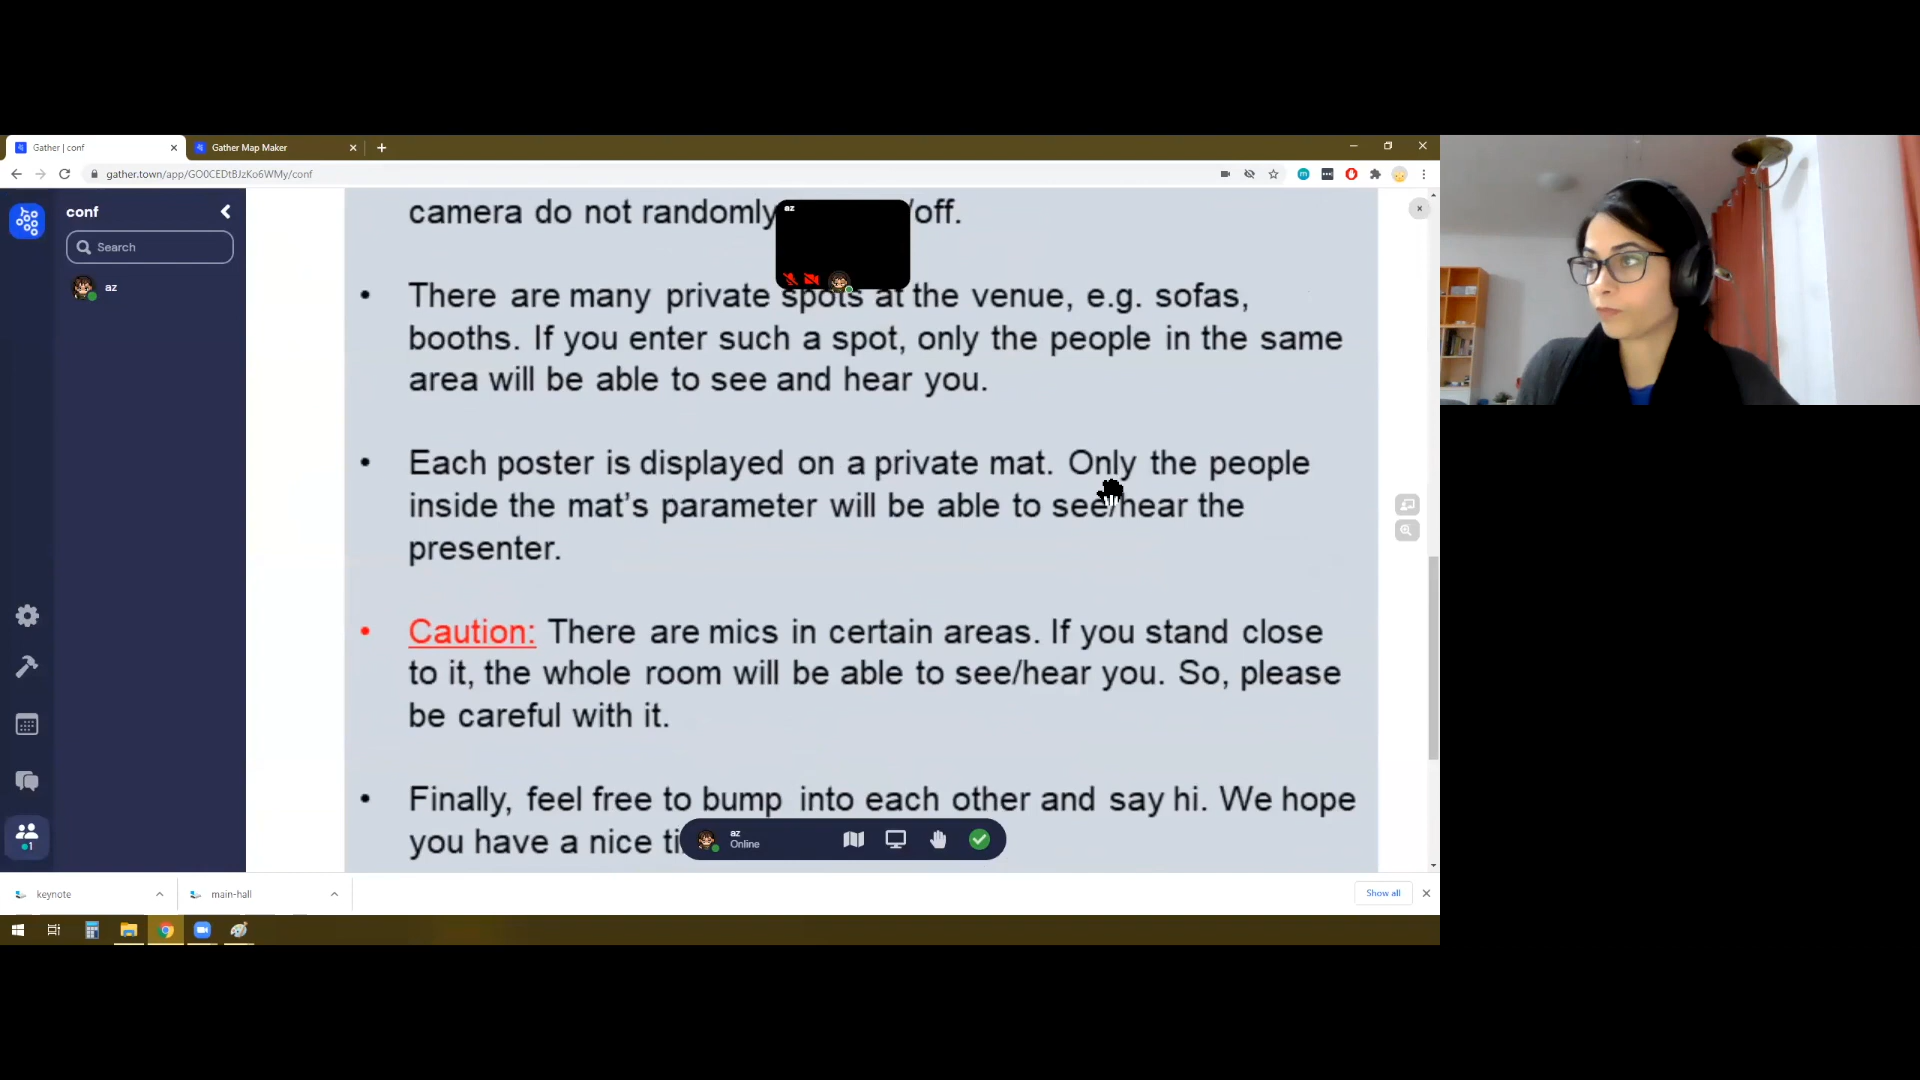 Gather | conf
Gather Map Maker
gather.town/app/GO0CEDtBJzKo6WMy/conf
conf
Search
az
camera do not randomly /off.
az
There are many private spots at the venue, e.g. sofas,
booths. If you enter such a spot, only the people in the same
area will be able to see and hear you.
Each poster is displayed on a private mat. Only the people
inside the mat's parameter will be able to see/hear the
presenter.
Caution: There are mics in certain areas. If you stand close
to it, the whole room will be able to see/hear you. So, please
be careful with it.
Finally, feel free to bump into each other and say hi. We hope
you have a nice
az
Online
1
keynote
main-hall
Show all